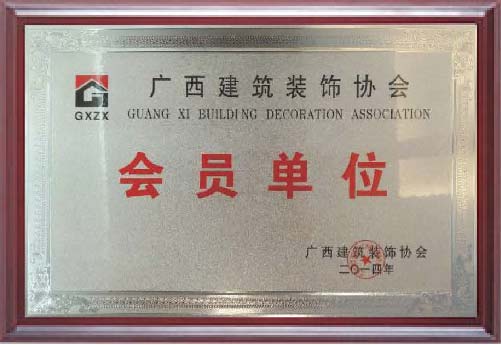 广西建筑装饰协会
GXZX
GUANG XI BUILDING DECORATION ASSOCIATION
会员单位
广西建筑装饰协会
二〇一四年